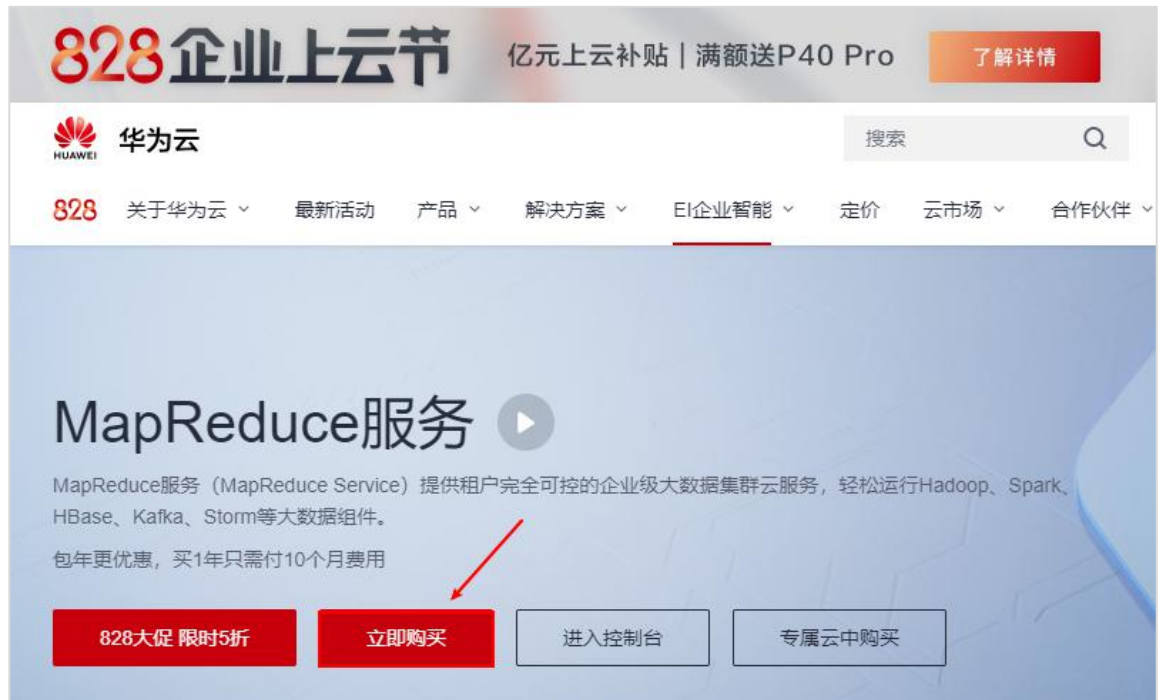 828企业上云节 亿元上云补贴 | 满额送P40 Pro 了解详情
HUAWEI 华为云 搜索
828 关于华为云 最新活动 产品 解决方案 EI企业智能 定价 云市场 合作伙伴
MapReduce服务
MapReduce服务（MapReduce Service）提供租户完全可控的企业级大数据集群云服务，轻松运行Hadoop、Spark、
HBase、Kafka、Storm等大数据组件。
包年更优惠，买1年只需付10个月费用
828大促 限时5折 立即购买 进入控制台 专属云中购买